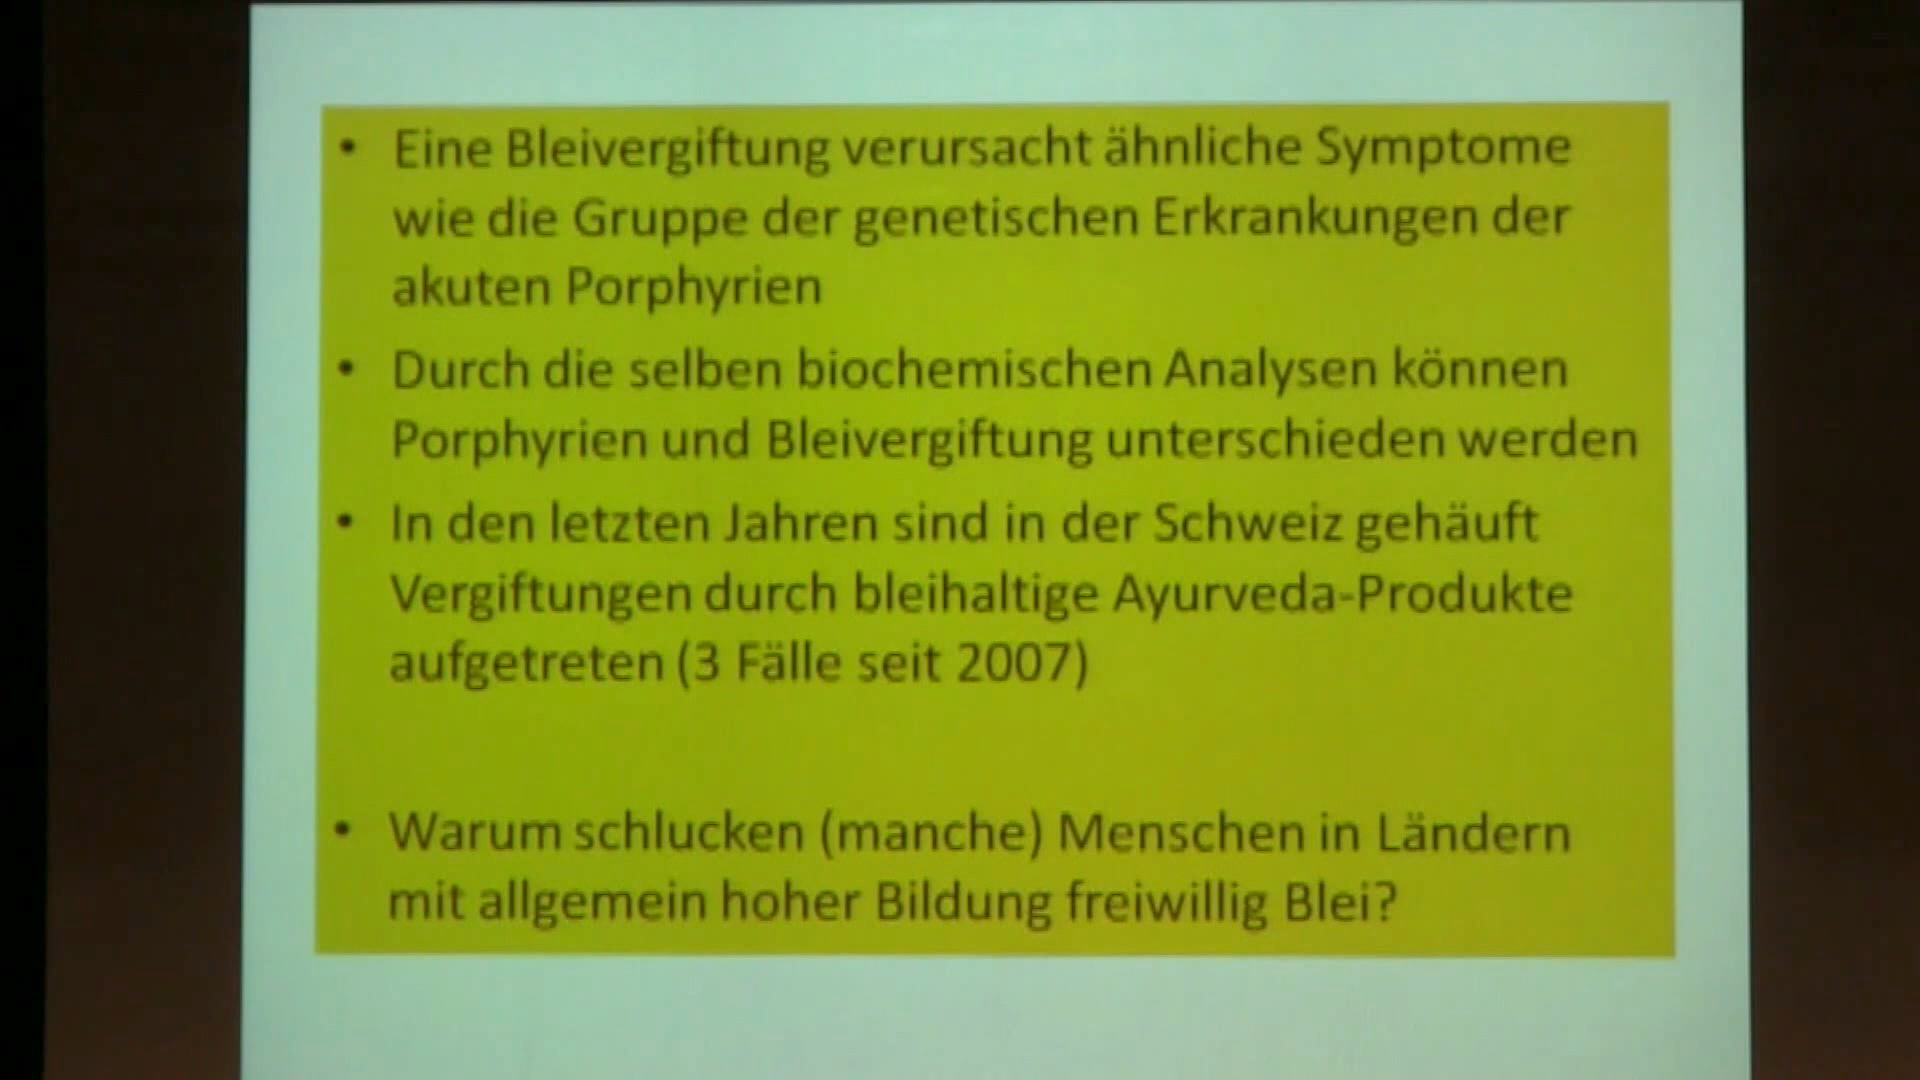 • Eine Bleivergiftung verursacht ähnliche Symptome
wie die Gruppe der genetischen Erkrankungen der
akuten Porphyrien
• Durch die selben biochemischen Analysen können
Porphyrien und Bleivergiftung unterschieden werden
• In den letzten Jahren sind in der Schweiz gehäuft
Vergiftungen durch bleihaltige Ayurveda-Produkte
aufgetreten (3 Fälle seit 2007)
• Warum schlucken (manche) Menschen in Ländern
mit allgemein hoher Bildung freiwillig Blei?